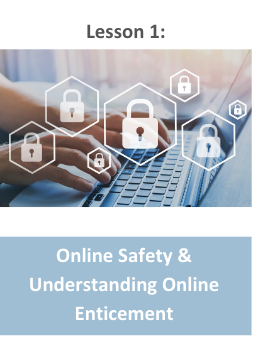 Lesson 1:
Online Safety &
Understanding Online
Enticement